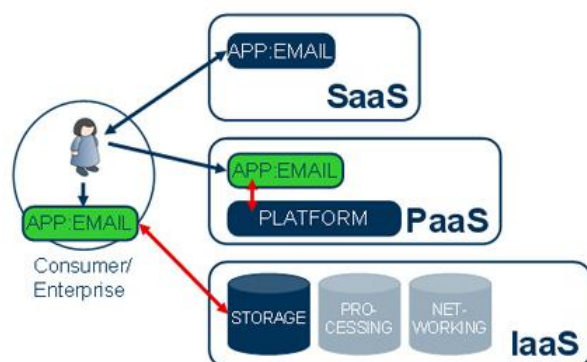 APP:EMAIL
SaaS
APP:EMAIL
PLATFORM
PaaS
APP:EMAIL
Consumer/
Enterprise
STORAGE
PRO-
CESSING
NET-
WORKING
IaaS